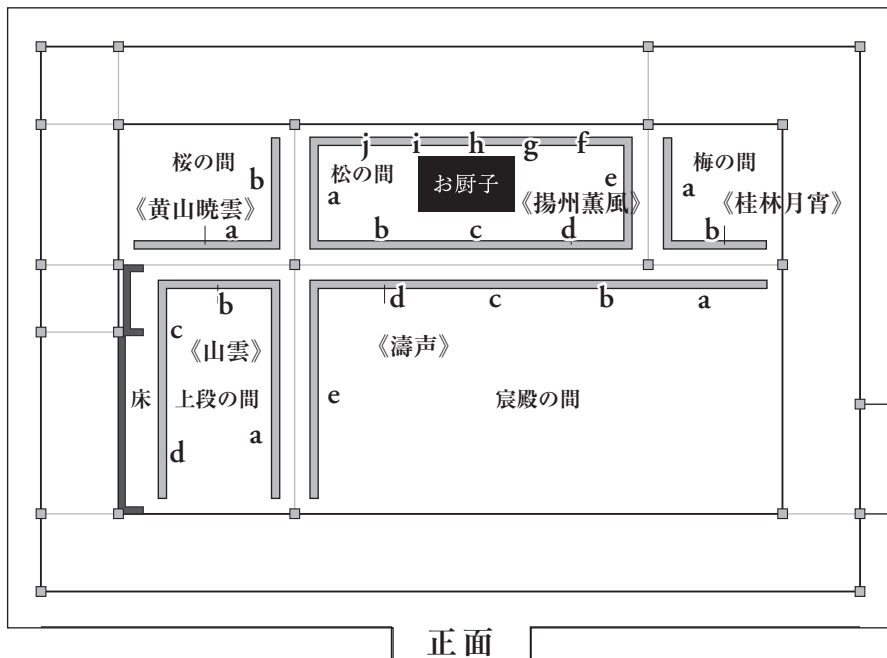 j i h g f
桜の間 b 松の間 お厨子 e 梅の間
a a
《黄山暁雲》 《揚州薫風》 《桂林月宵》
a b c d b
b d c b a
c 《山雲》 《濤声》
床 上段の間 e 宸殿の間
d a
正面